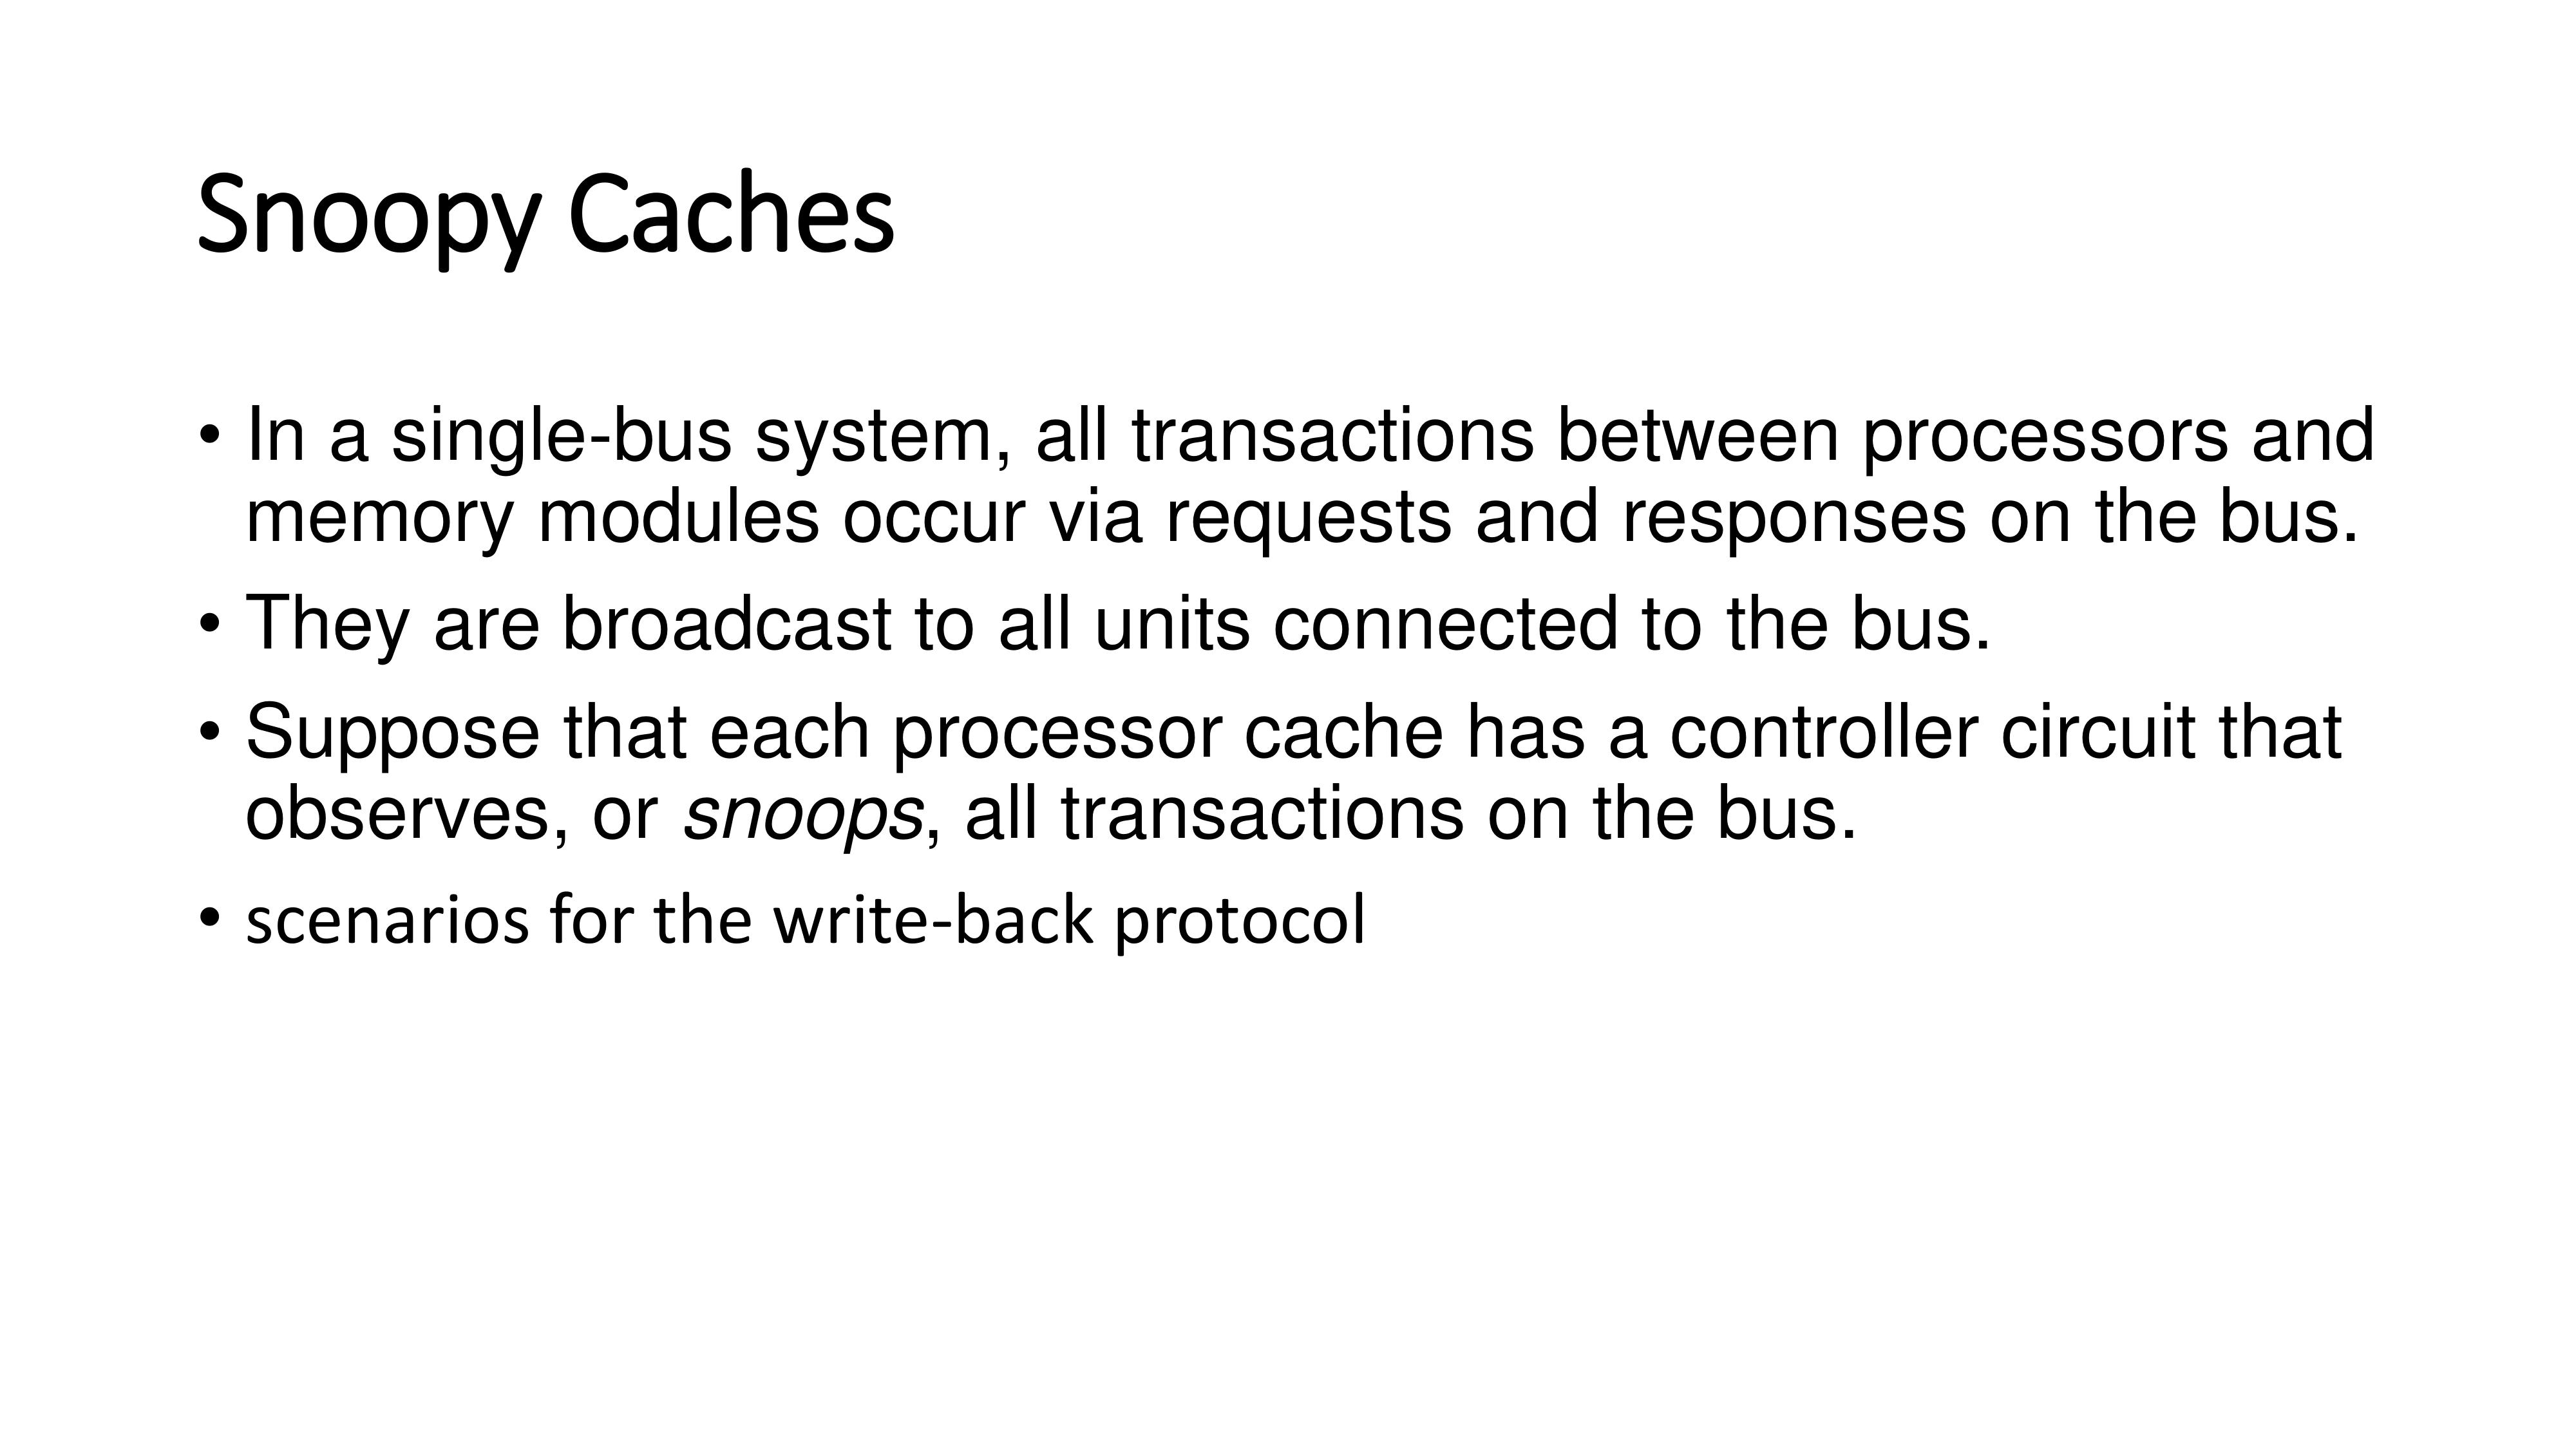 Snoopy Caches
• In a single-bus system, all transactions between processors and
memory modules occur via requests and responses on the bus.
• They are broadcast to all units connected to the bus.
• Suppose that each processor cache has a controller circuit that
observes, or snoops, all transactions on the bus.
• scenarios for the write-back protocol